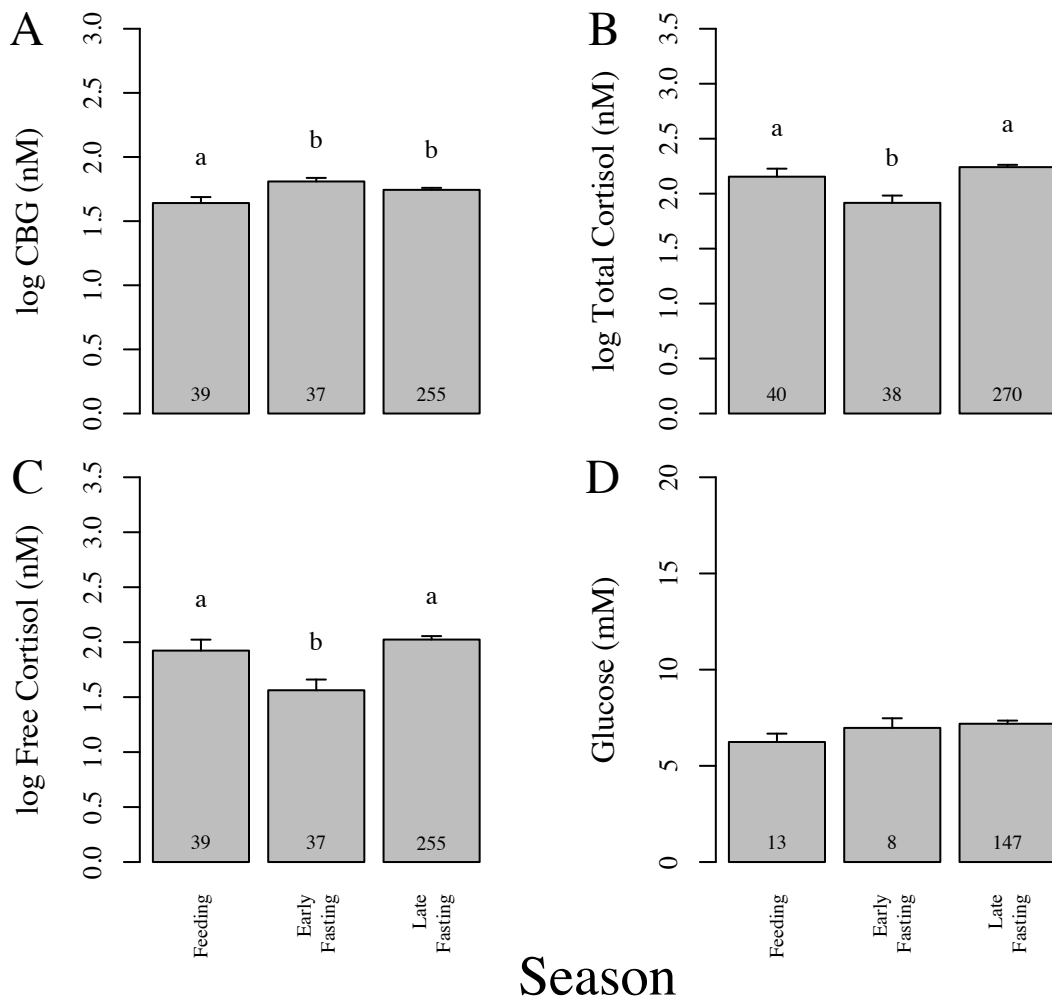 A
log CBG (nM)
0.0 0.5 1.0 1.5 2.0 2.5 3.0
a b b
39 37 255
B
log Total Cortisol (nM)
0.0 0.5 1.0 1.5 2.0 2.5 3.0 3.5
a b a
40 38 270
C
log Free Cortisol (nM)
0.0 0.5 1.0 1.5 2.0 2.5 3.0 3.5
a b a
39 37 255
Feeding
Early
Fasting
Late
Fasting
D
Glucose (mM)
0 5 10 15 20
13 8 147
Feeding
Early
Fasting
Late
Fasting
Season